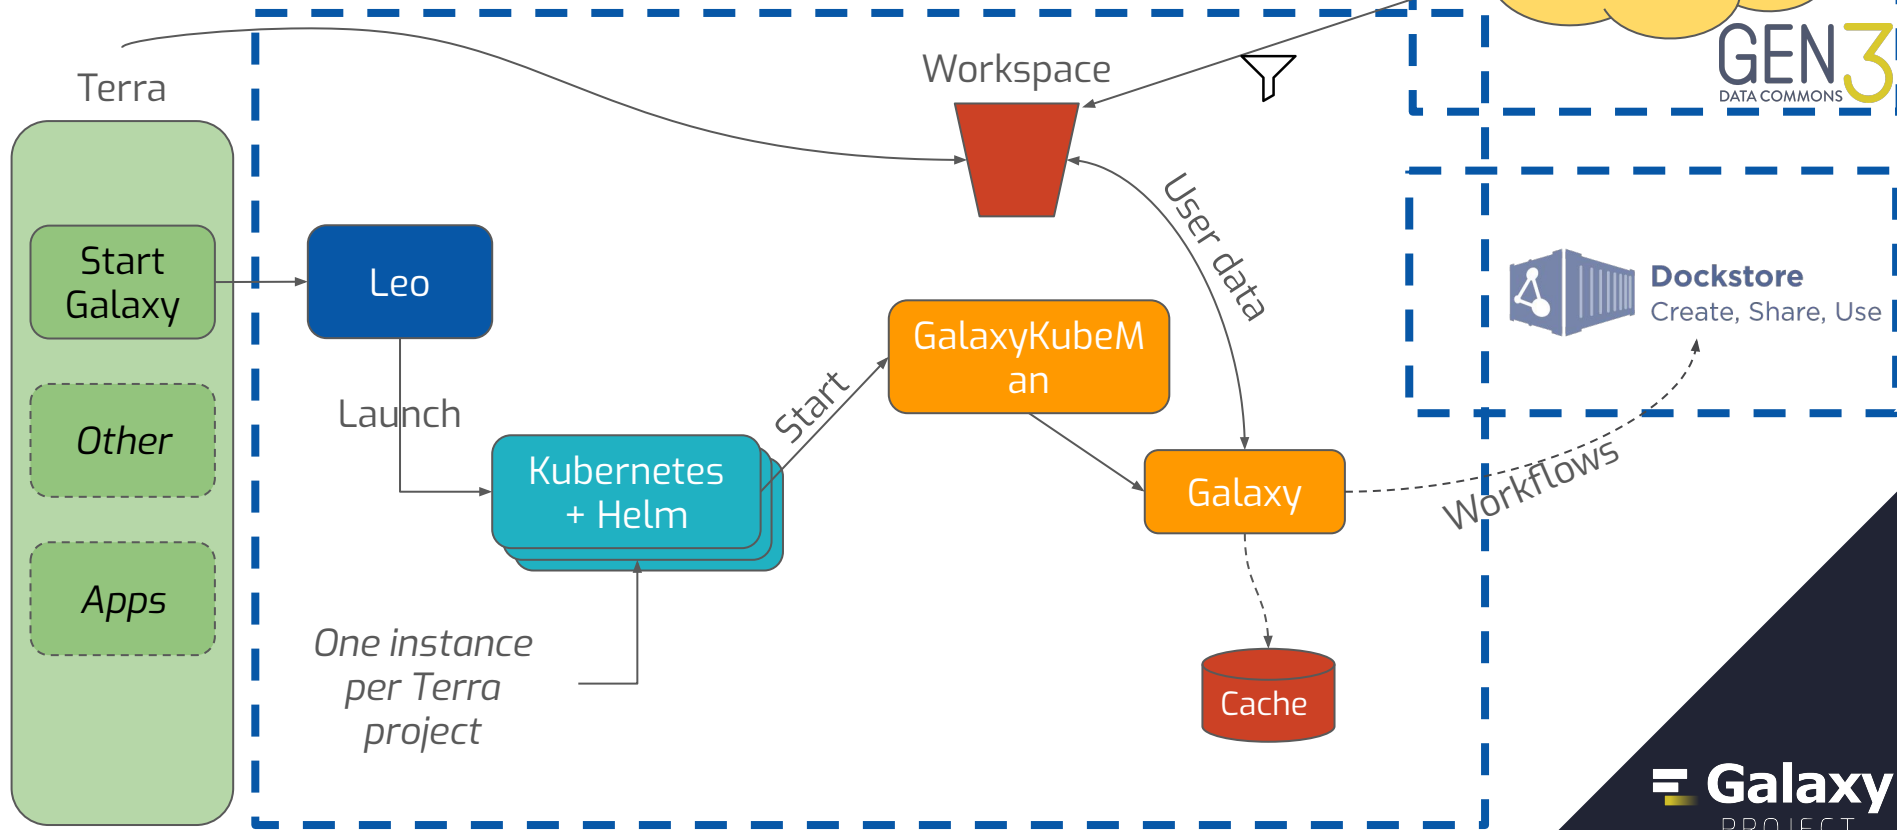 Terra
Start
Galaxy
Other
Apps
Leo
Launch
Kubernetes
+ Helm
One instance
per Terra
project
Start
GalaxyKubeM
an
Workspace
User data
Galaxy
Cache
Workflows
GEN3
DATA COMMONS
Dockstore
Create, Share, Use
Galaxy
PROJECT